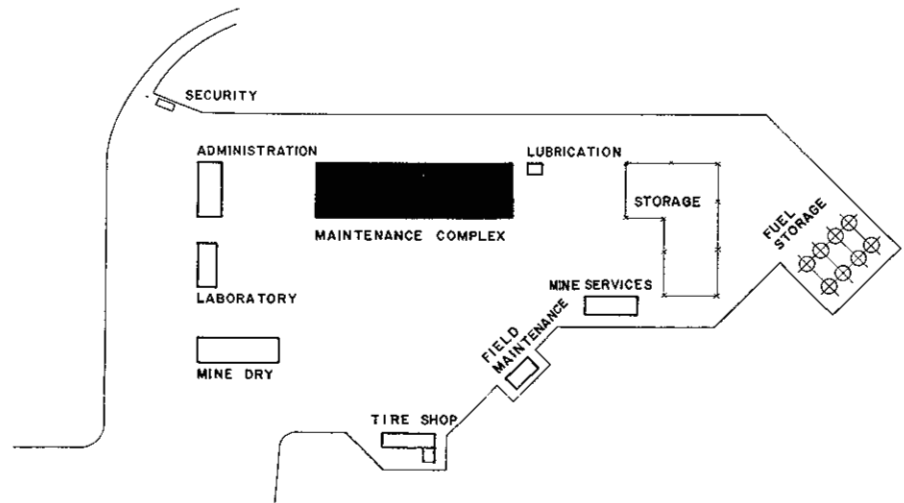 SECURITY
ADMINISTRATION
LUBRICATION
STORAGE
FUEL
STORAGE
MAINTENANCE COMPLEX
MINE SERVICES
LABORATORY
FIELD
MAINTENANCE
MINE DRY
TIRE SHOP